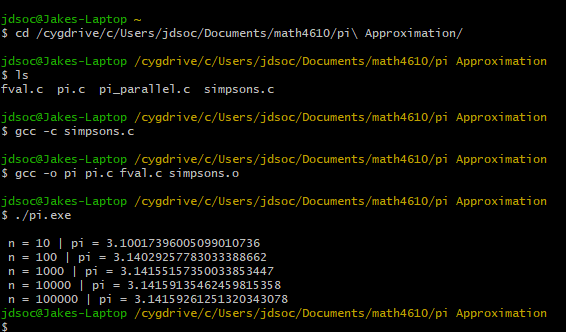 jdsoc@Jakes-Laptop ~
$ cd /cygdrive/c/Users/jdsoc/Documents/math4610/pi\ Approximation/
jdsoc@Jakes-Laptop /cygdrive/c/Users/jdsoc/Documents/math4610/pi Approximation
$ ls
fval.c  pi.c  pi_parallel.c  simpsons.c
jdsoc@Jakes-Laptop /cygdrive/c/Users/jdsoc/Documents/math4610/pi Approximation
$ gcc -c simpsons.c
jdsoc@Jakes-Laptop /cygdrive/c/Users/jdsoc/Documents/math4610/pi Approximation
$ gcc -o pi pi.c fval.c simpsons.o
jdsoc@Jakes-Laptop /cygdrive/c/Users/jdsoc/Documents/math4610/pi Approximation
$ ./pi.exe
n = 10 | pi = 3.10017396005099010736
n = 100 | pi = 3.14029257783033388662
n = 1000 | pi = 3.14155157350033853447
n = 10000 | pi = 3.14159135462459815358
n = 100000 | pi = 3.14159261251320343078
jdsoc@Jakes-Laptop /cygdrive/c/Users/jdsoc/Documents/math4610/pi Approximation
$